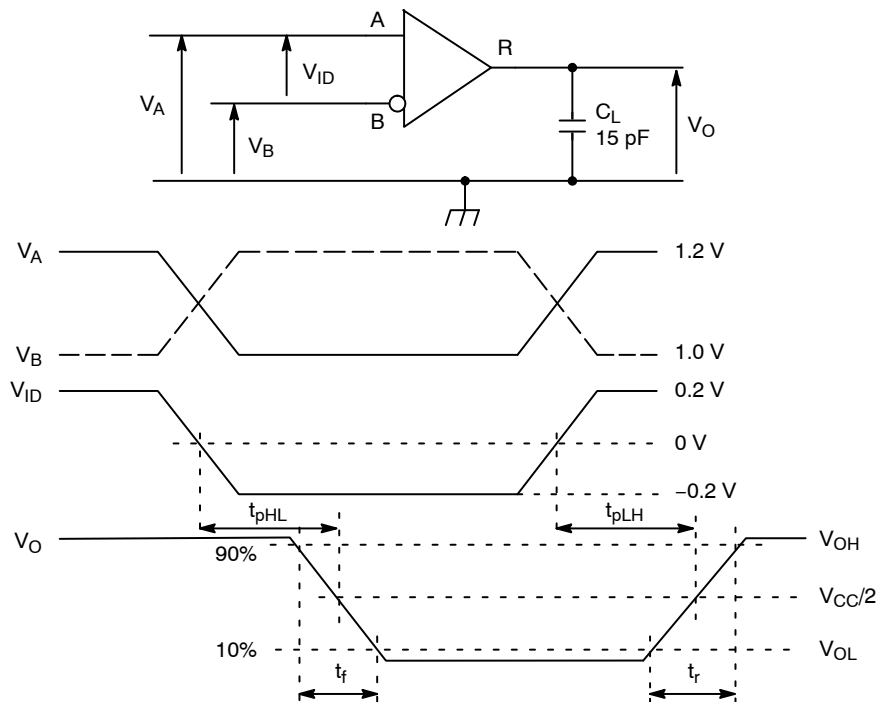 A
R
V_ID
V_A
C_L
15 pF
V_O
B
V_B
V_A
1.2 V
V_B
1.0 V
V_ID
0.2 V
0 V
−0.2 V
t_pHL
t_pLH
V_O
90%
V_OH
V_CC/2
10%
V_OL
t_f
t_r